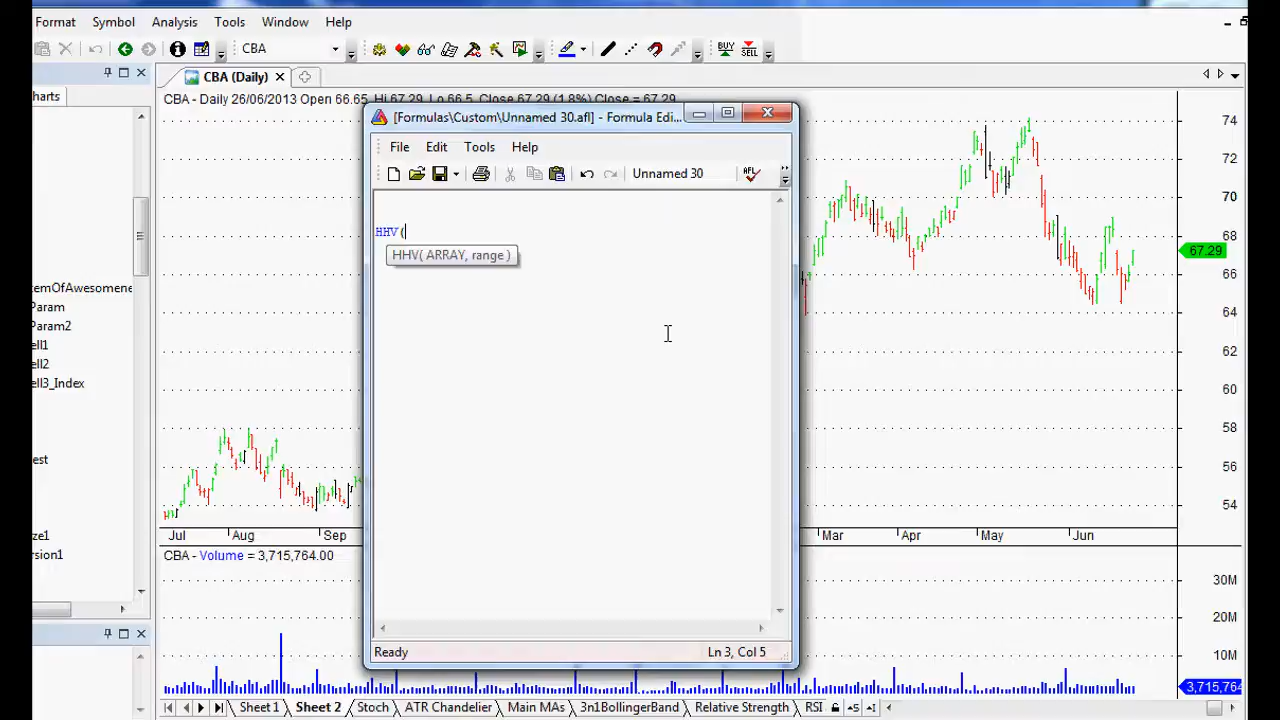 Format Symbol Analysis Tools Window Help
CBA
BUY SELL
CBA (Daily)
harts
CBA - Daily 26/06/2013 Open 66.65, Hi 67.29, Lo 66.5, Close 67.29 (1.8%) Close = 67.29
[Formulas\Custom\Unnamed 30.afl] - Formula Edi...
File Edit Tools Help
Unnamed 30
AFL
HHV(
HHV( ARRAY, range )
temOfAwesomene
Param
Param2
ell1
ell2
ell3_Index
est
ze1
rsion1
74
72
70
68
67.29
66
64
62
60
58
56
54
Jul Aug Sep Mar Apr May Jun
CBA - Volume = 3,715,764.00
30M
20M
10M
3,715,764
Ready Ln 3, Col 5
Sheet 1 Sheet 2 Stoch ATR Chandelier Main MAs 3n1BollingerBand Relative Strength RSI